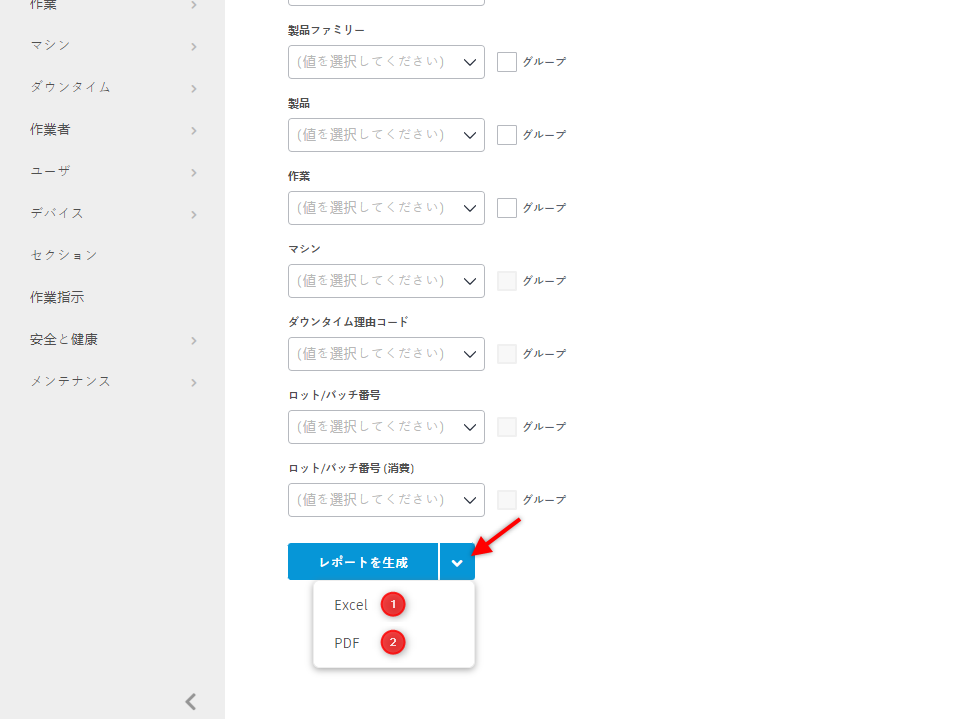 作業
マシン
ダウンタイム
作業者
ユーザ
デバイス
セクション
作業指示
安全と健康
メンテナンス
製品ファミリー
(値を選択してください) グループ
製品
(値を選択してください) グループ
作業
(値を選択してください) グループ
マシン
(値を選択してください) グループ
ダウンタイム理由コード
(値を選択してください) グループ
ロット/バッチ番号
(値を選択してください) グループ
ロット/バッチ番号 (消費)
(値を選択してください) グループ
レポートを生成
Excel 1
PDF 2